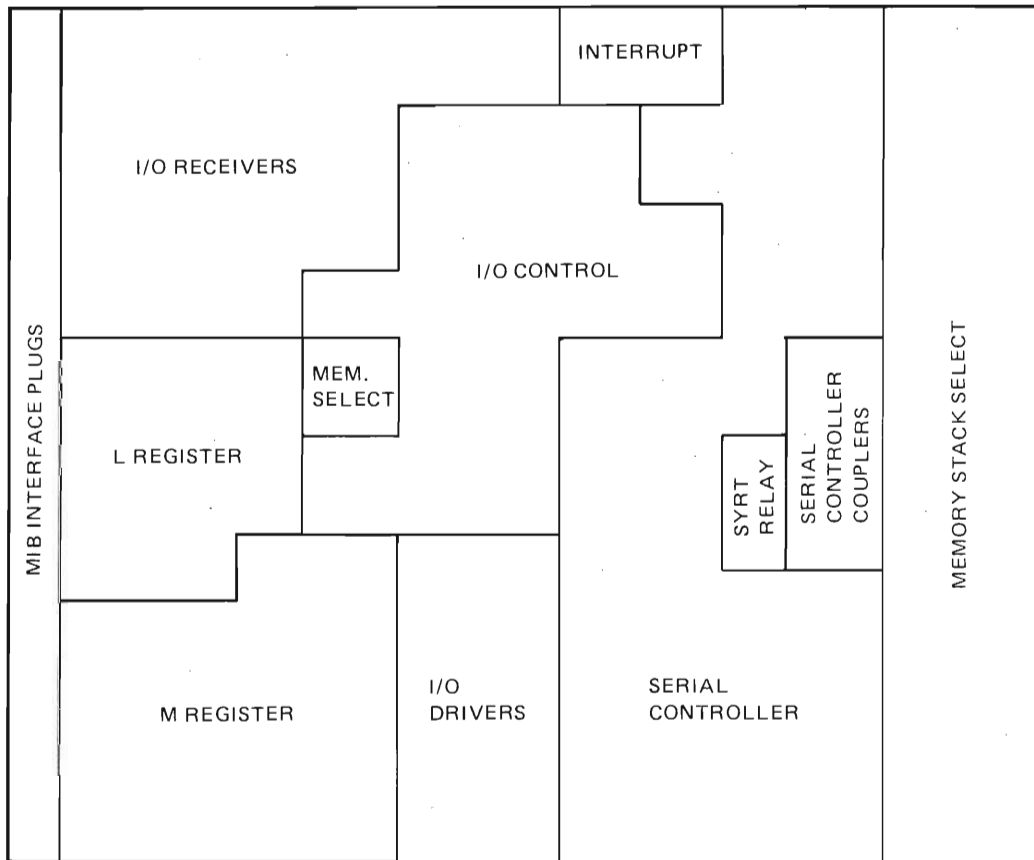 INTERRUPT
I/O RECEIVERS
I/O CONTROL
MIB INTERFACE PLUGS
MEM.
SELECT
L REGISTER
SYRT
RELAY
SERIAL
CONTROLLER
COUPLERS
MEMORY STACK SELECT
M REGISTER
I/O
DRIVERS
SERIAL
CONTROLLER